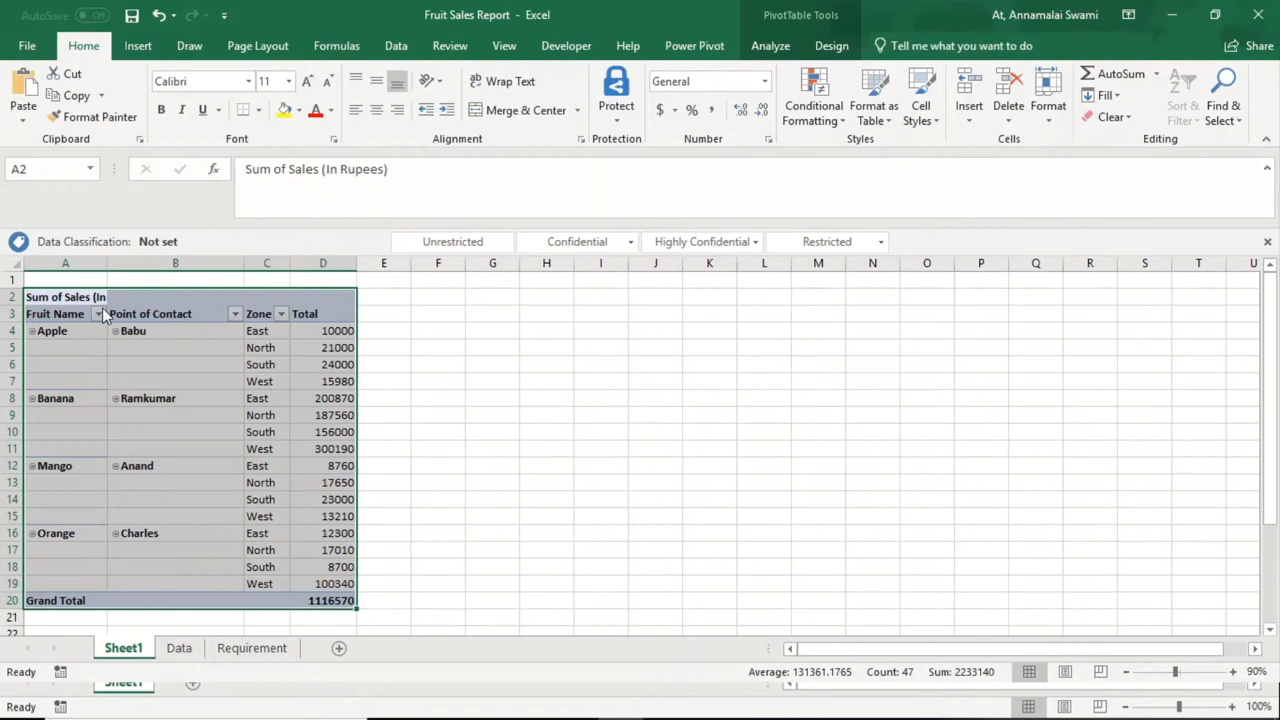 AutoSave Off Fruit Sales Report - Excel PivotTable Tools At, Annamalai Swami
File Home Insert Draw Page Layout Formulas Data Review View Developer Help Power Pivot Analyze Design Tell me what you want to do Share
Paste Cut Copy Format Painter
Calibri 11
B I U A
Wrap Text
Merge & Center
Protect
General
$ % ,
Conditional Formatting Format as Table Cell Styles
Insert Delete Format
AutoSum Fill Clear
Sort & Filter Find & Select
Clipboard Font Alignment Protection Number Styles Cells Editing
A2 fx Sum of Sales (In Rupees)
Data Classification: Not set Unrestricted Confidential Highly Confidential Restricted
A B C D E F G H I J K L M N O P Q R S T U
1
2 Sum of Sales (In
3 Fruit Name Point of Contact Zone Total
4 Apple Babu East 10000
5 North 21000
6 South 24000
7 West 15980
8 Banana Ramkumar East 200870
9 North 187560
10 South 156000
11 West 300190
12 Mango Anand East 8760
13 North 17650
14 South 23000
15 West 13210
16 Orange Charles East 12300
17 North 17010
18 South 8700
19 West 100340
20 Grand Total 1116570
21
22
Sheet1 Data Requirement
Ready Average: 131361.1765 Count: 47 Sum: 2233140 90%
Sheet1
Ready 100%